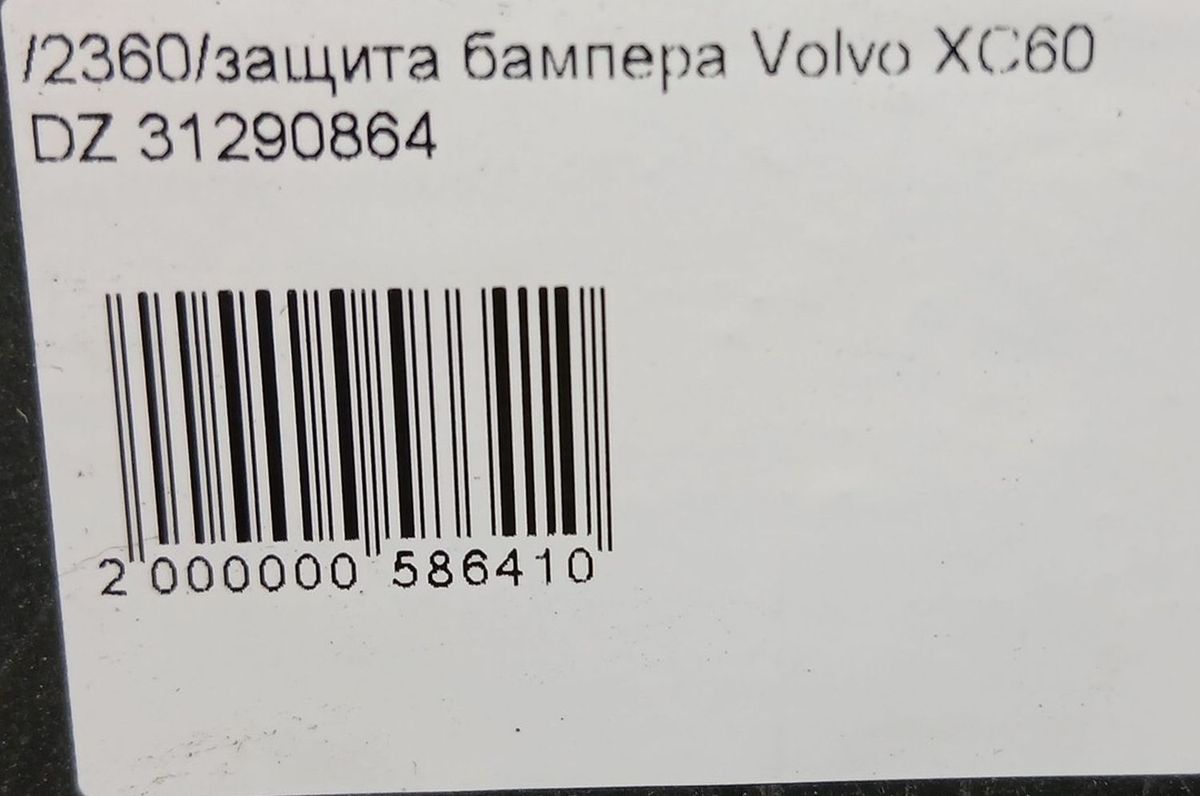 /2360/защита бампера Volvo XC60
DZ 31290864
2 000000 586410